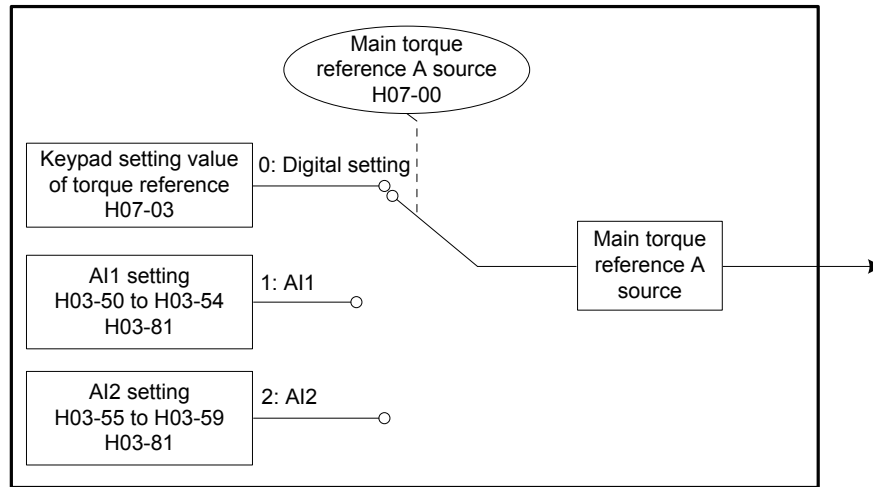 Main torque
reference A source
H07-00
Keypad setting value
of torque reference
H07-03
0: Digital setting
AI1 setting
H03-50 to H03-54
H03-81
1: AI1
Main torque
reference A
source
AI2 setting
H03-55 to H03-59
H03-81
2: AI2